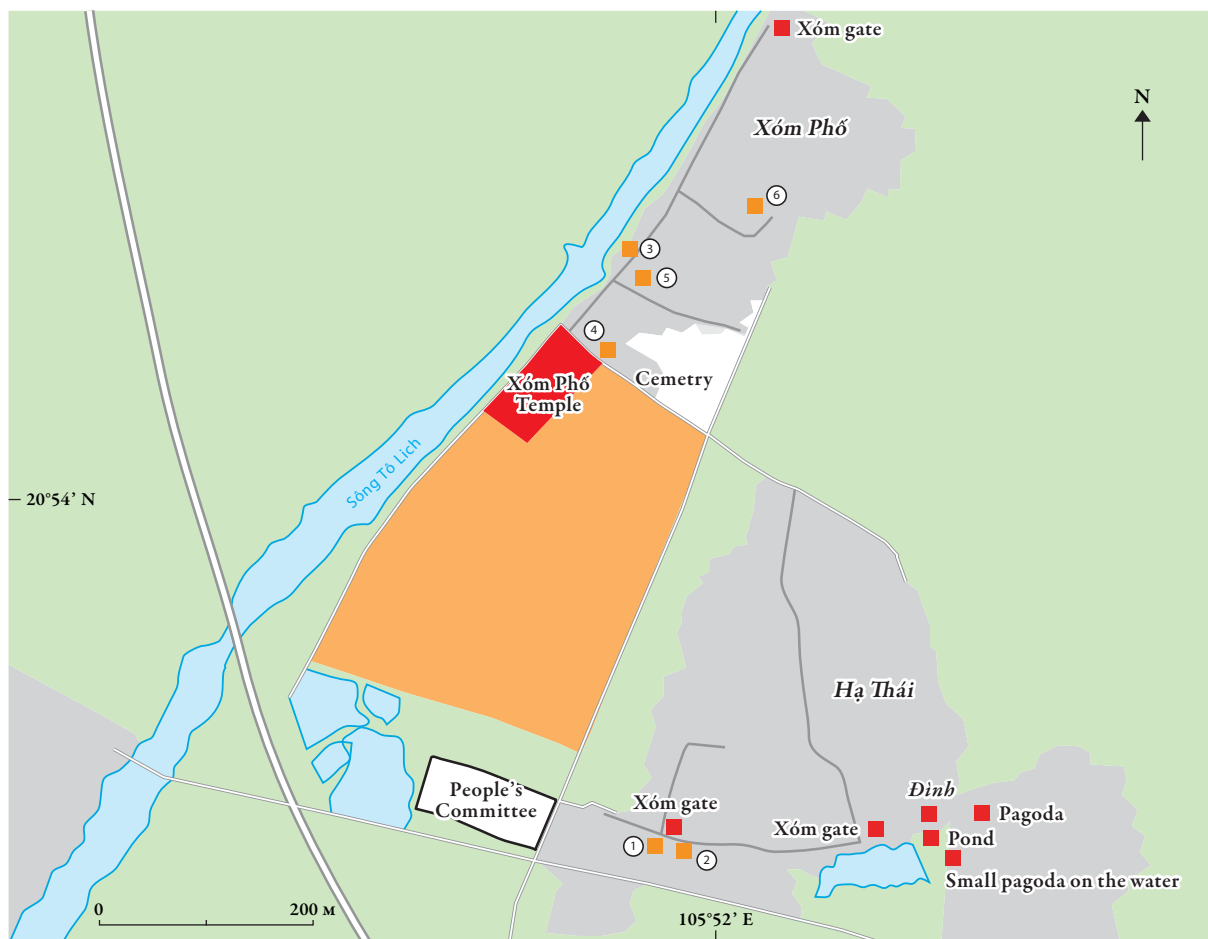 Xóm gate
N
Xóm Phố
6
3
5
4
Xóm Phố
Temple
Cemetry
Sông Tô Lich
20°54’ N
Hạ Thái
People’s
Committee
Xóm gate
Đình
Xóm gate
Pagoda
Pond
1
2
Small pagoda on the water
0
200 M
105°52’ E